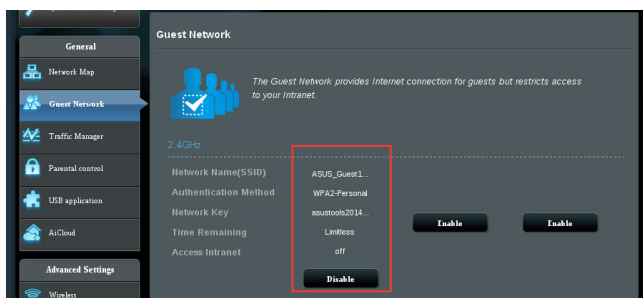 Guest Network
General
Network Map
The Guest Network provides Internet connection for guests but restricts access
to your Intranet.
Guest Network
Traffic Manager
2.4GHz
Parental control
Network Name(SSID) ASUS_Guest1...
Authentication Method WPA2-Personal
USB application
Network Key asustools2014...
Enable Enable
Time Remaining Limitless
AiCloud
Access Intranet off
Advanced Settings
Disable
Wireless